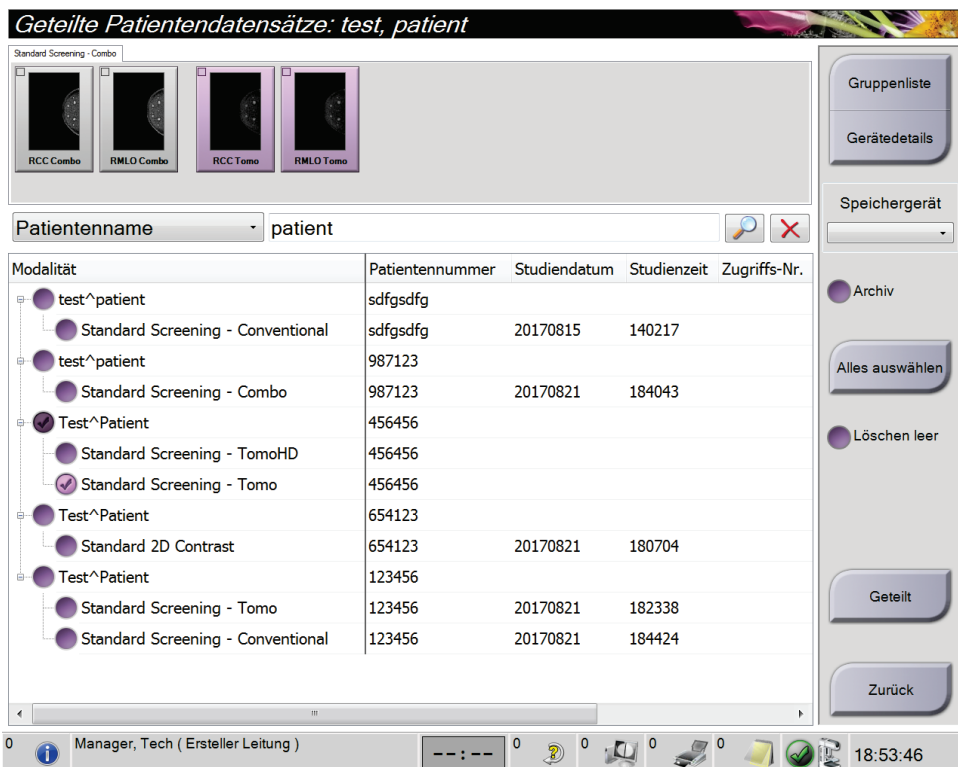 Geteilte Patientendatensätze: test, patient
Standard Screening - Combo
RCC Combo RMLO Combo RCC Tomo RMLO Tomo
Gruppenliste
Gerätedetails
Speichergerät
Patientenname patient
Modalität Patientennummer Studiendatum Studienzeit Zugriffs-Nr.
test^patient sdfgsdfg
Standard Screening - Conventional sdfgsdfg 20170815 140217
test^patient 987123
Standard Screening - Combo 987123 20170821 184043
Test^Patient 456456
Standard Screening - TomoHD 456456
Standard Screening - Tomo 456456
Test^Patient 654123
Standard 2D Contrast 654123 20170821 180704
Test^Patient 123456
Standard Screening - Tomo 123456 20170821 182338
Standard Screening - Conventional 123456 20170821 184424
Archiv
Alles auswählen
Löschen leer
Geteilt
Zurück
0 Manager, Tech ( Ersteller Leitung ) --:-- 0 0 0 0 18:53:46